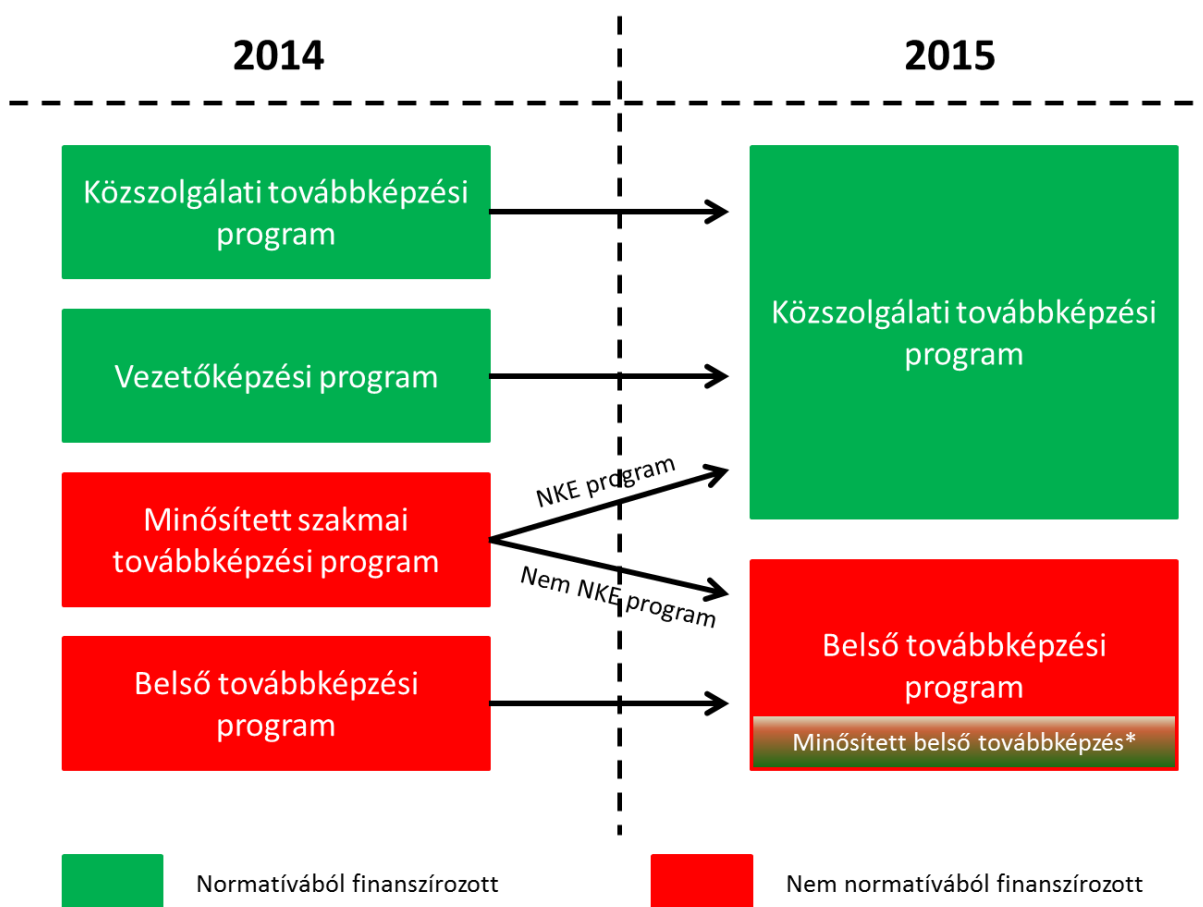 2014
2015
Közszolgálati továbbképzési
program
Vezetőképzési program
Minősített szakmai
továbbképzési program
Belső továbbképzési
program
NKE program
Nem NKE program
Közszolgálati továbbképzési
program
Belső továbbképzési
program
Minősített belső továbbképzés*
Normatívából finanszírozott
Nem normatívából finanszírozott